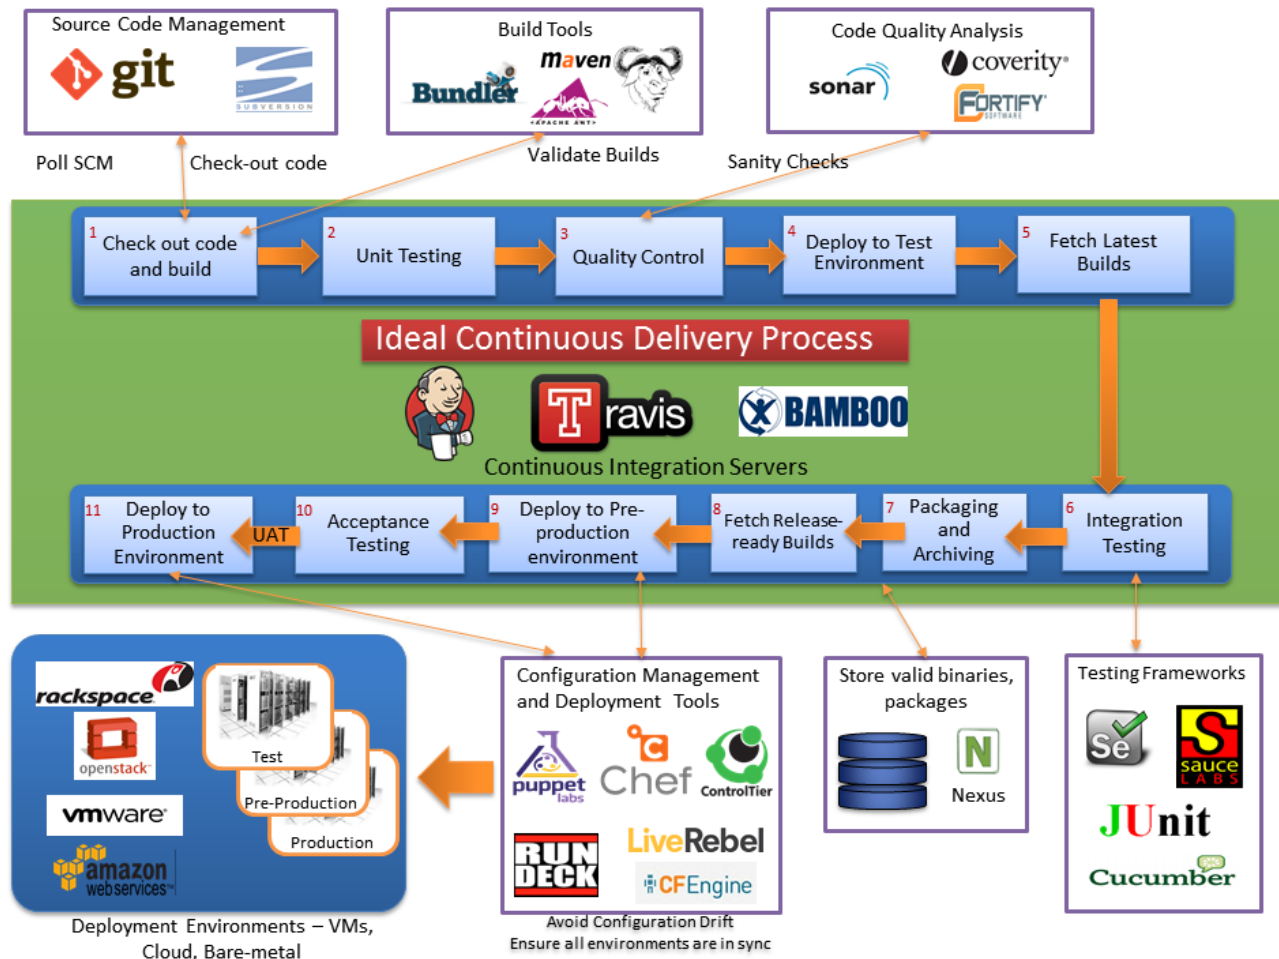 Source Code Management
git
SUBVERSION
Build Tools
maven
Bundler
<APACHE ANT>
Code Quality Analysis
sonar
coverity®
FORTIFY®
SOFTWARE
Poll SCM
Check-out code
Validate Builds
Sanity Checks
1
Check out code
and build
2
Unit Testing
3
Quality Control
4
Deploy to Test
Environment
5
Fetch Latest
Builds
Ideal Continuous Delivery Process
Travis
BAMBOO
Continuous Integration Servers
11
Deploy to
Production
Environment
UAT
10
Acceptance
Testing
9
Deploy to Pre-
production
environment
8
Fetch Release-
ready Builds
7
Packaging
and
Archiving
6
Integration
Testing
rackspace
openstack™
vmware®
amazon
webservices™
Test
Pre-Production
Production
Deployment Environments – VMs,
Cloud, Bare-metal
Configuration Management
and Deployment Tools
puppet
labs
Chef
ControlTier
RUN
DECK
LiveRebel
CFEngine
Avoid Configuration Drift
Ensure all environments are in sync
Store valid binaries,
packages
N
Nexus
Testing Frameworks
Se
S
sauce
LABS
JUnit
Cucumber